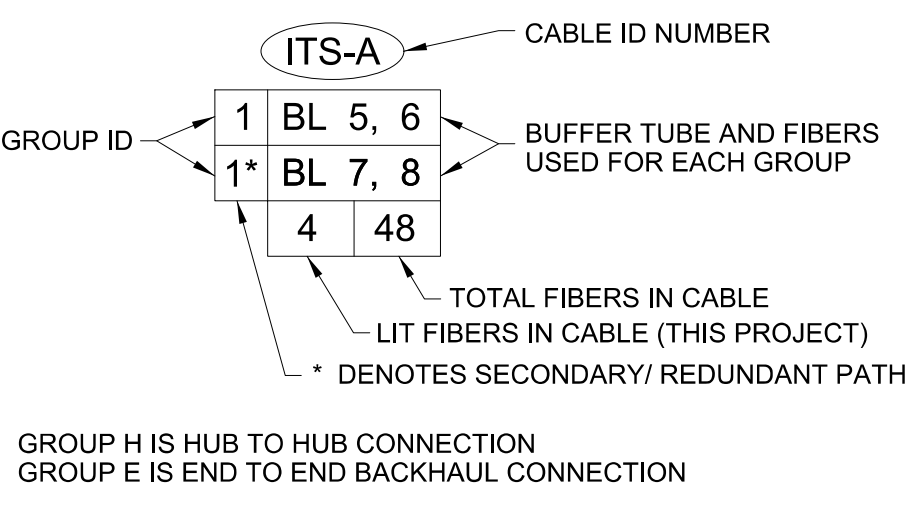 ITS-A
CABLE ID NUMBER
GROUP ID
1 BL 5, 6
1* BL 7, 8
BUFFER TUBE AND FIBERS
USED FOR EACH GROUP
4 48
TOTAL FIBERS IN CABLE
LIT FIBERS IN CABLE (THIS PROJECT)
* DENOTES SECONDARY/ REDUNDANT PATH
GROUP H IS HUB TO HUB CONNECTION
GROUP E IS END TO END BACKHAUL CONNECTION